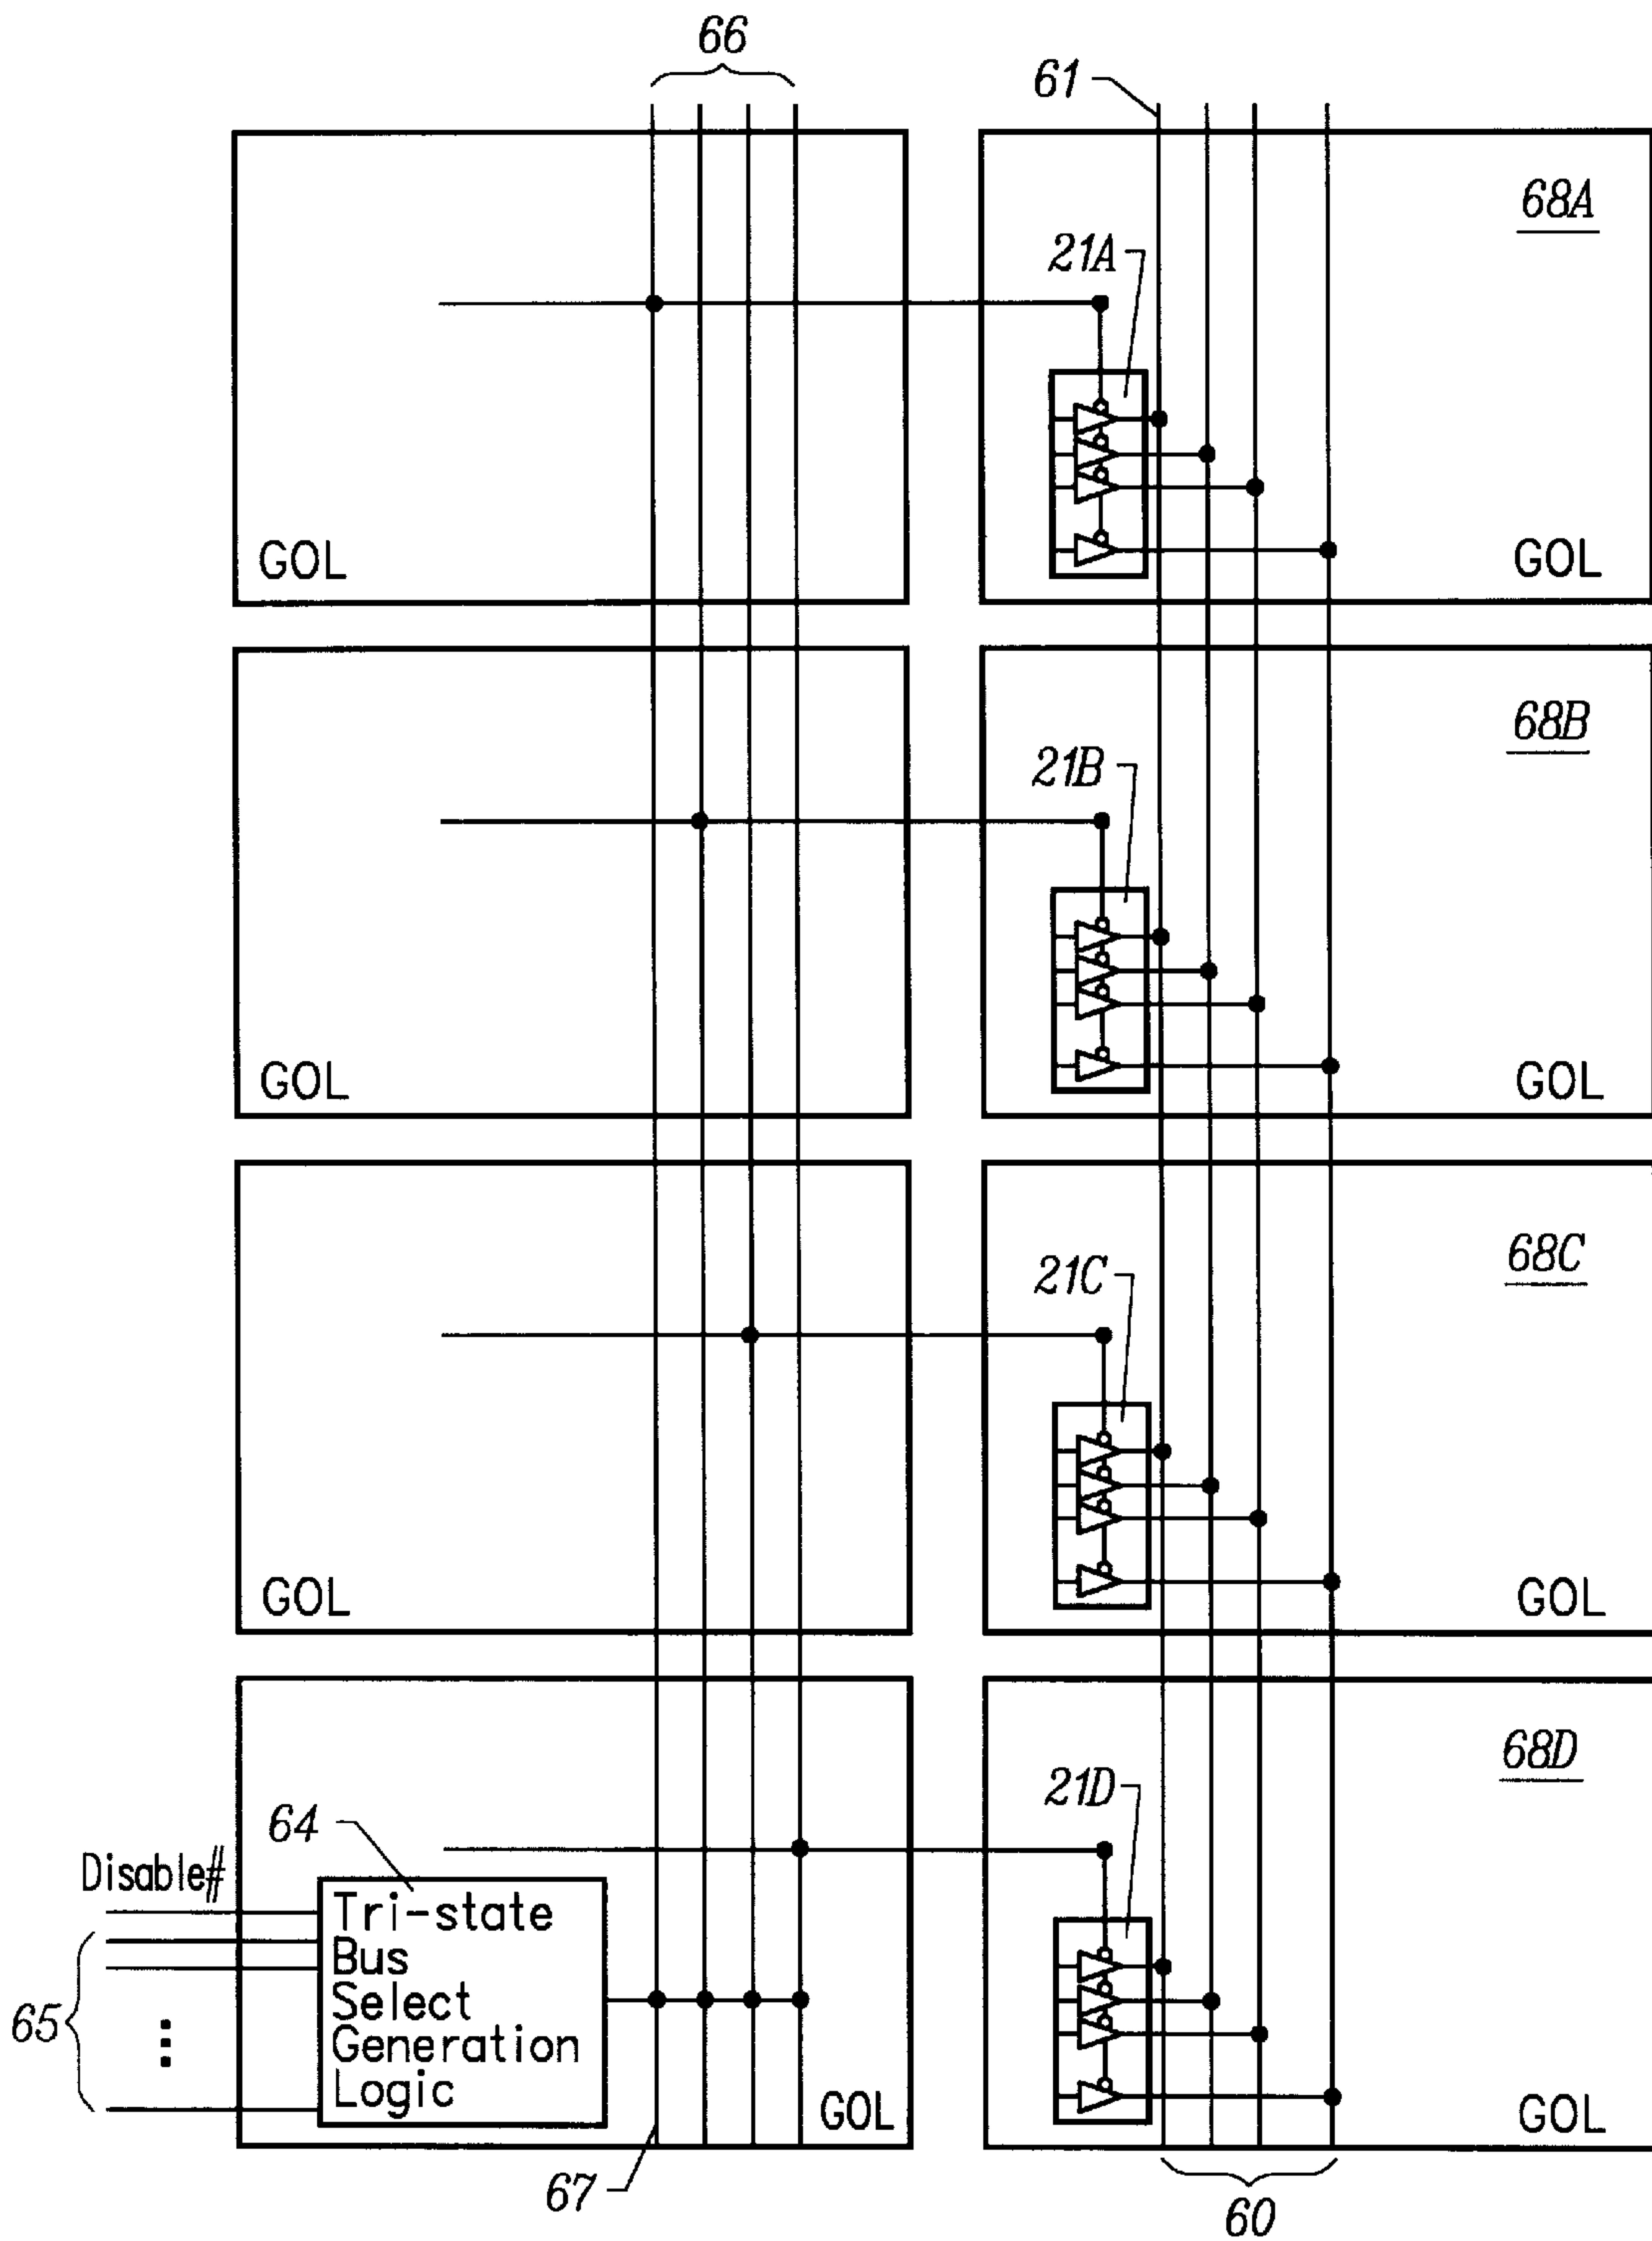 66
61
68A
21A
GOL
GOL
68B
21B
GOL
GOL
68C
21C
GOL
GOL
68D
21D
64
Disable#
Tri-state
Bus
Select
Generation
Logic
65
GOL
GOL
67
60